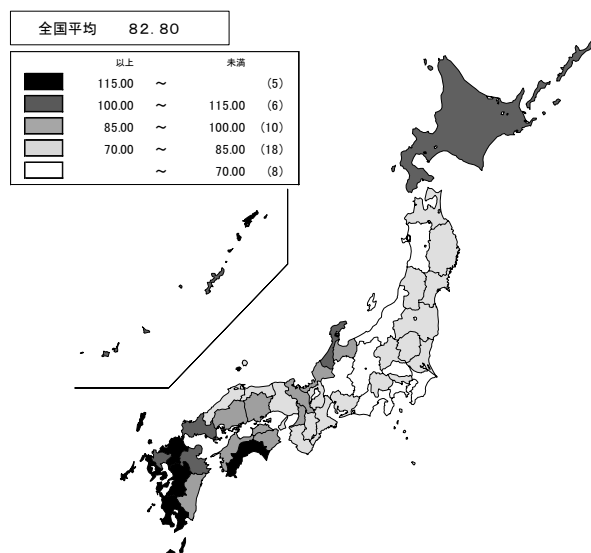 全国平均 82.80
以上 未満
115.00 ～ (5)
100.00 ～ 115.00 (6)
85.00 ～ 100.00 (10)
70.00 ～ 85.00 (18)
～ 70.00 (8)